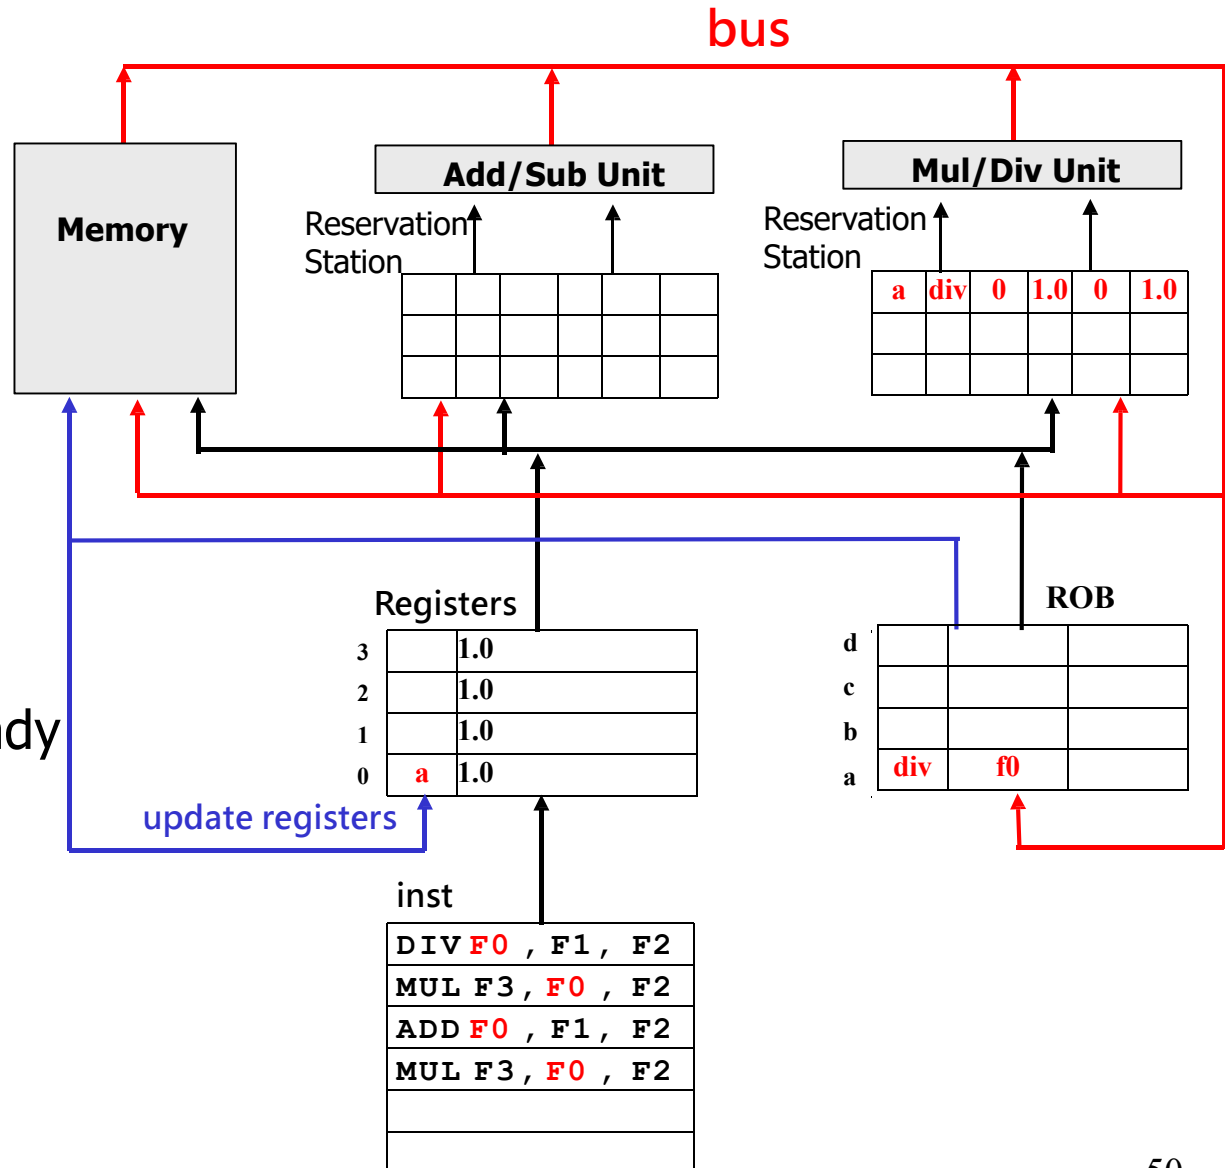 bus
Memory
Add/Sub Unit
Mul/Div Unit
Reservation
Station
Reservation
Station
a div 0 1.0 0 1.0
Registers
ROB
3 1.0
2 1.0
1 1.0
0 a 1.0
d
c
b
a div f0
update registers
inst
DIV F0 , F1, F2
MUL F3, F0 , F2
ADD F0 , F1, F2
MUL F3, F0 , F2